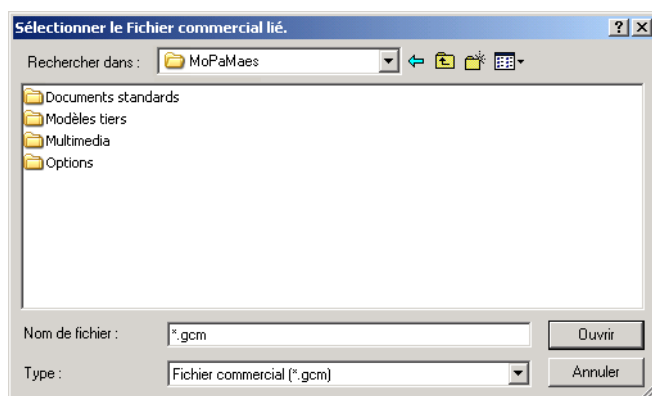 Sélectionner le Fichier commercial lié.
Rechercher dans : MoPaMaes
Documents standards
Modèles tiers
Multimedia
Options
Nom de fichier : *.gcm Ouvrir
Type : Fichier commercial (*.gcm) Annuler